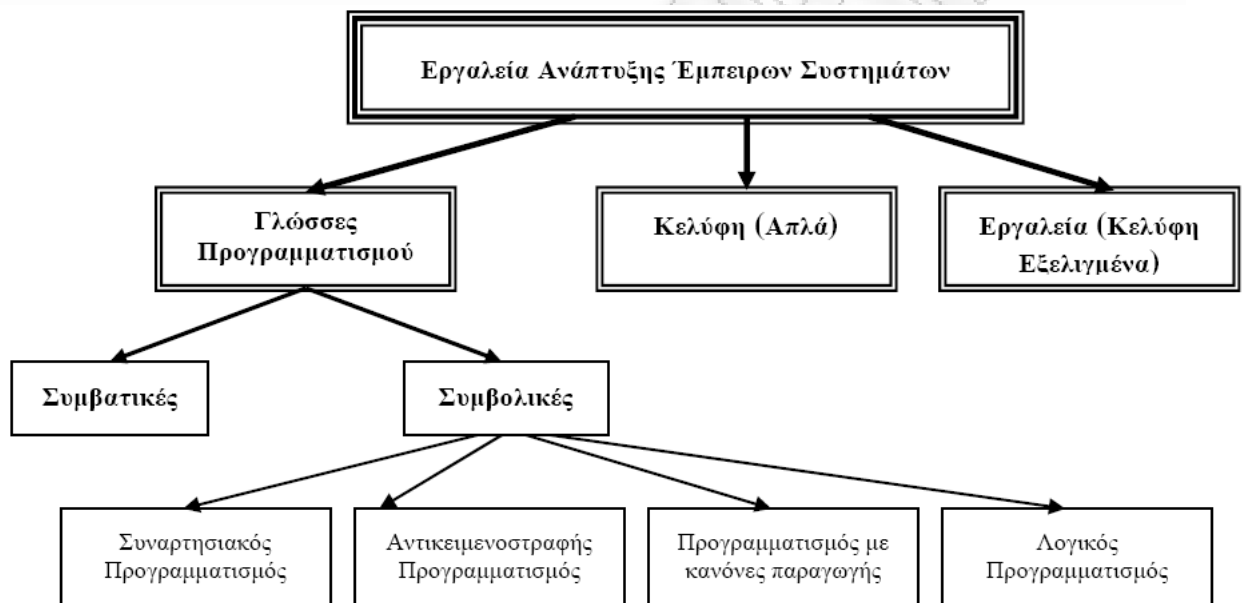 Εργαλεία Ανάπτυξης Έμπειρων Συστημάτων
Γλώσσες
Προγραμματισμού
Κελύφη (Απλά)
Εργαλεία (Κελύφη
Εξελιγμένα)
Συμβατικές
Συμβολικές
Συναρτησιακός
Προγραμματισμός
Αντικειμενοστραφής
Προγραμματισμός
Προγραμματισμός με
κανόνες παραγωγής
Λογικός
Προγραμματισμός